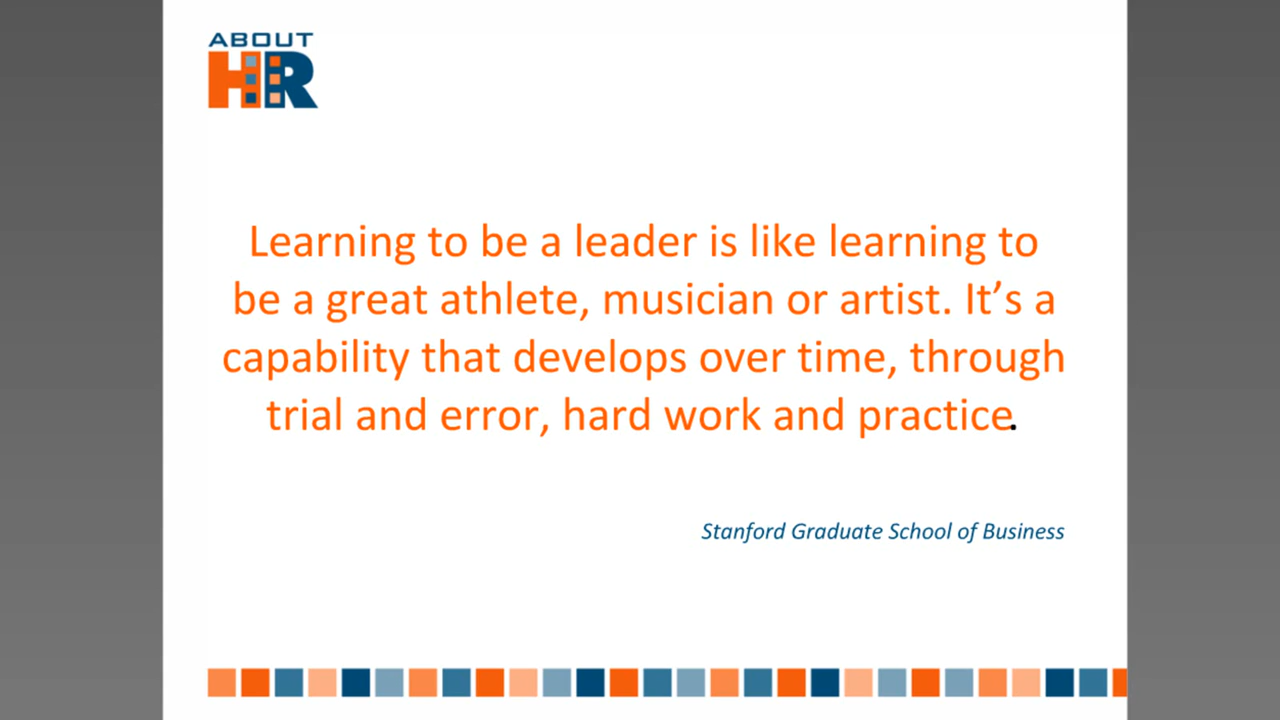 ABOUT
HR
Learning to be a leader is like learning to
be a great athlete, musician or artist. It’s a
capability that develops over time, through
trial and error, hard work and practice.
Stanford Graduate School of Business